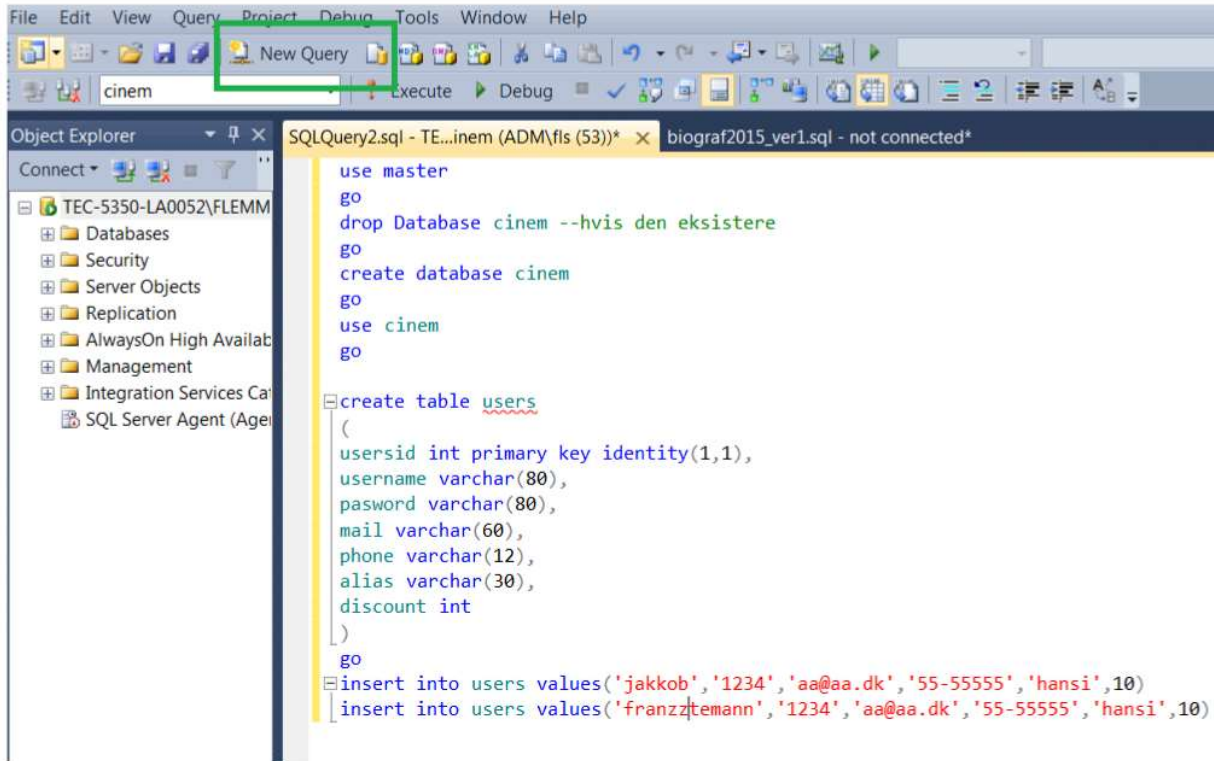 File Edit View Query Project Debug Tools Window Help
New Query
cinem Execute Debug
Object Explorer
SQLQuery2.sql - TE...inem (ADM\fls (53))* biograf2015_ver1.sql - not connected*
Connect
TEC-5350-LA0052\FLEMM
Databases
Security
Server Objects
Replication
AlwaysOn High Availab
Management
Integration Services Cat
SQL Server Agent (Agen
use master
go
drop Database cinem --hvis den eksistere
go
create database cinem
go
use cinem
go
create table users
(
usersid int primary key identity(1,1),
username varchar(80),
pasword varchar(80),
mail varchar(60),
phone varchar(12),
alias varchar(30),
discount int
)
go
insert into users values('jakkob','1234','aa@aa.dk','55-55555','hansi',10)
insert into users values('franzztemann','1234','aa@aa.dk','55-55555','hansi',10)